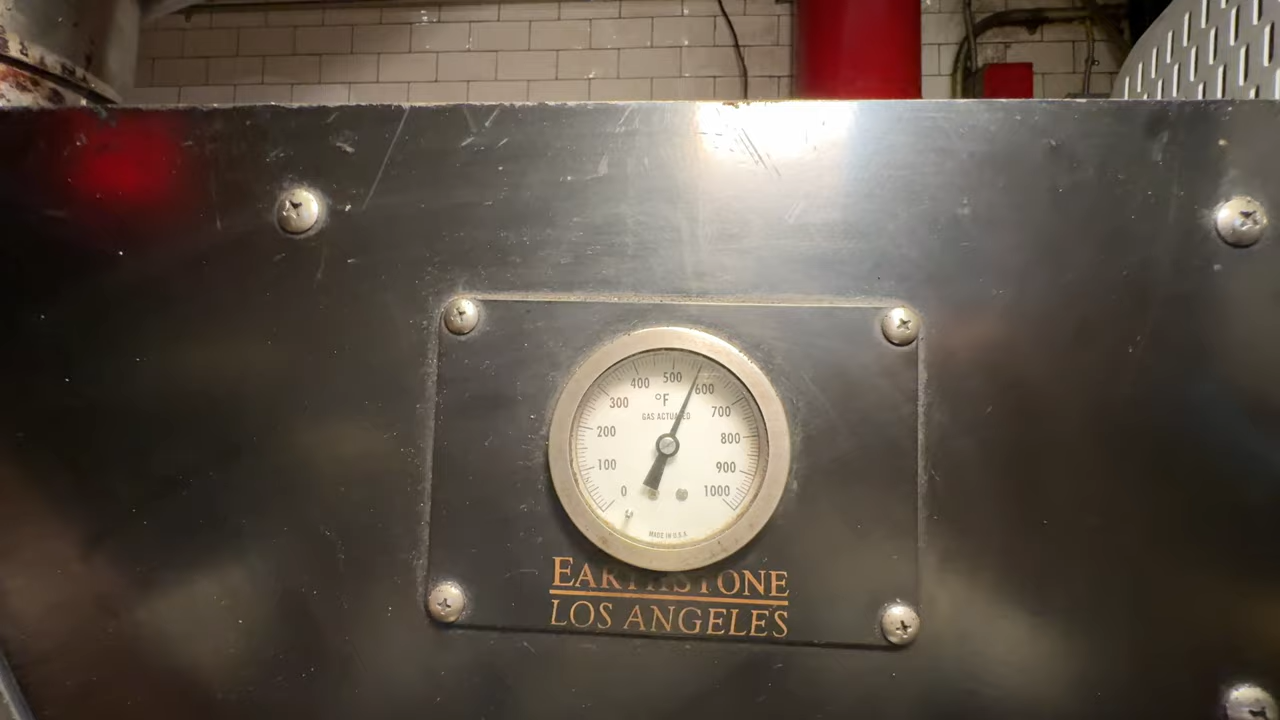 400 500 600
300 °F 700
GAS ACTUATED
200 800
100 900
0 1000
MADE IN U.S.A.
EARTHSTONE
LOS ANGELES